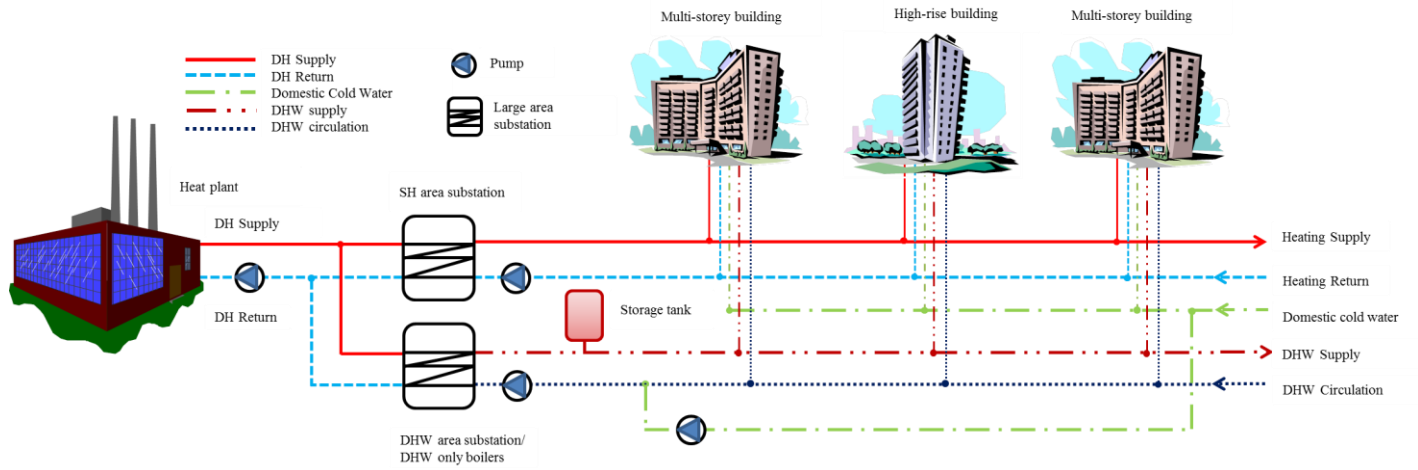 Multi-storey building
High-rise building
Multi-storey building
DH Supply
DH Return
Domestic Cold Water
DHW supply
DHW circulation
Pump
Large area
substation
Heat plant
SH area substation
DH Supply
DH Return
Heating Supply
Heating Return
Storage tank
Domestic cold water
DHW Supply
DHW Circulation
DHW area substation/
DHW only boilers